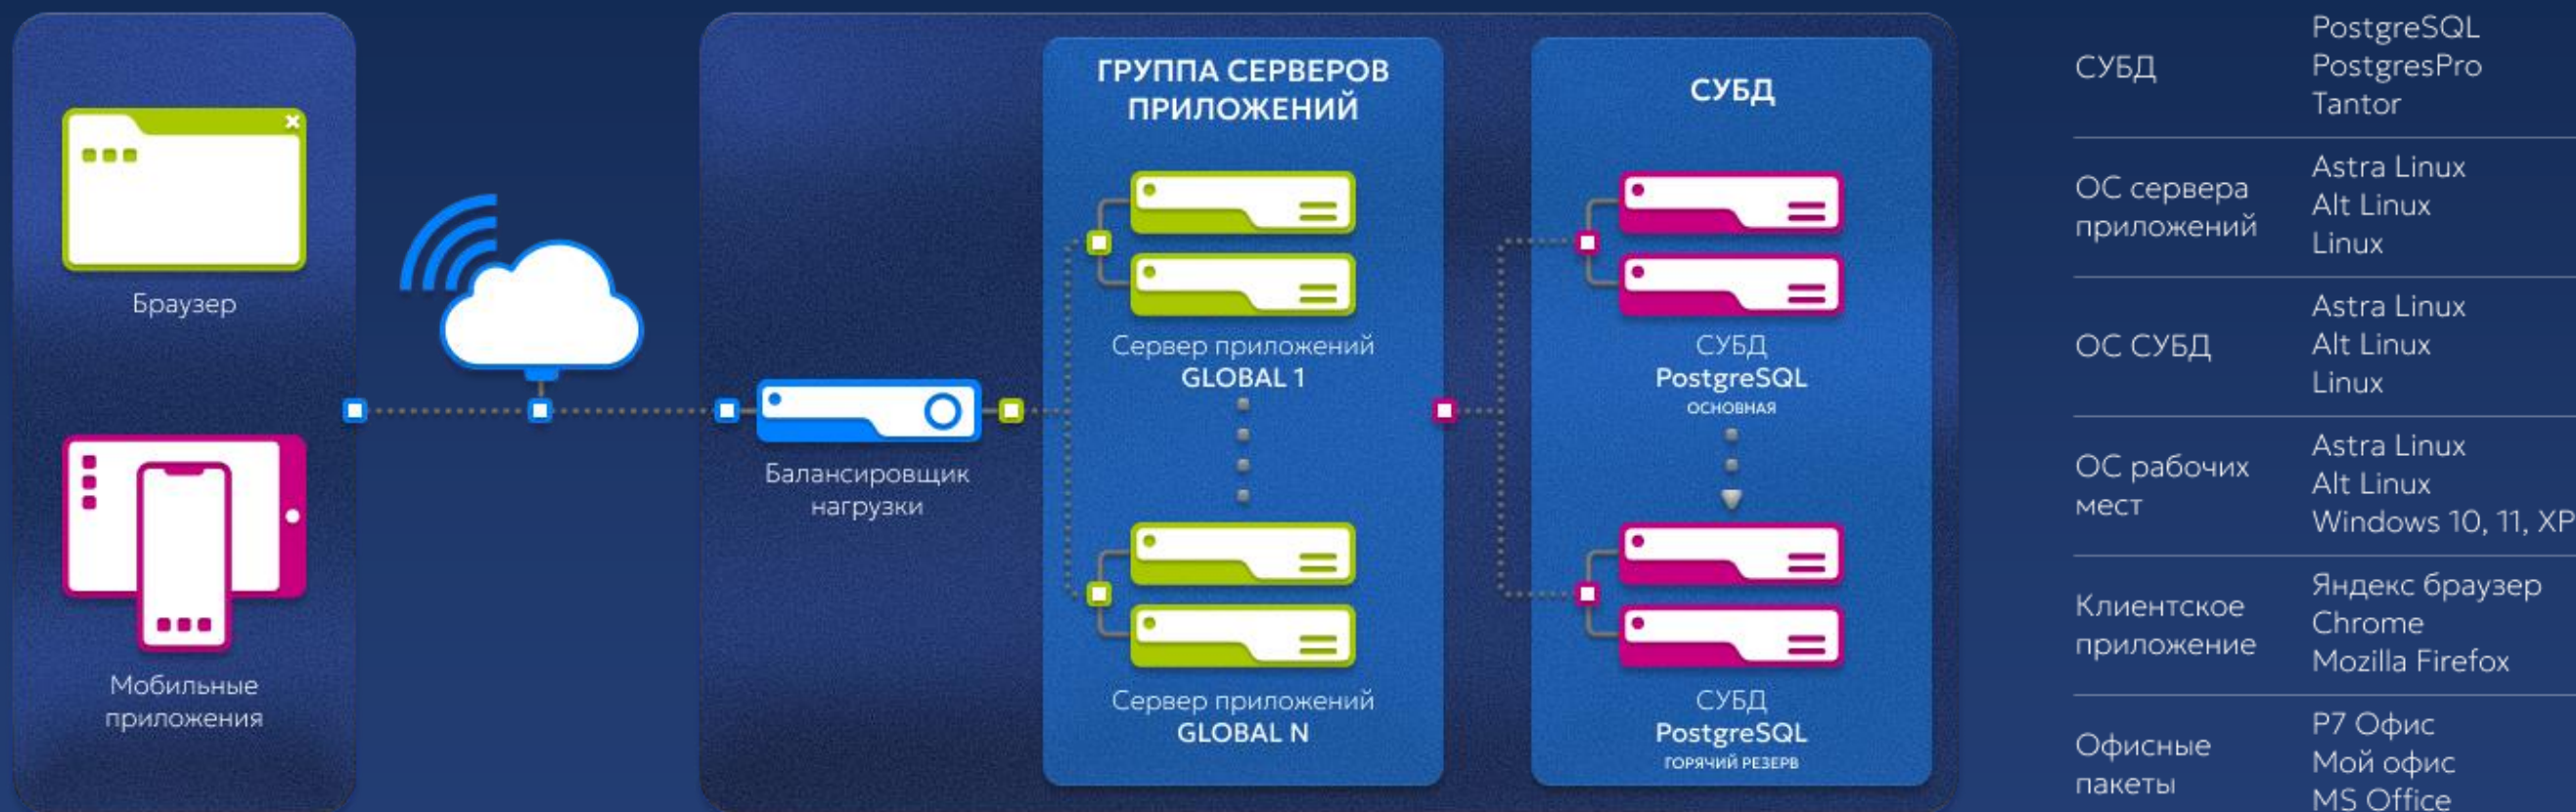 Браузер
Мобильные
приложения
Балансировщик
нагрузки
ГРУППА СЕРВЕРОВ
ПРИЛОЖЕНИЙ
Сервер приложений
GLOBAL 1
Сервер приложений
GLOBAL N
СУБД
СУБД
PostgreSQL
ОСНОВНАЯ
СУБД
PostgreSQL
ГОРЯЧИЙ РЕЗЕРВ
СУБД
PostgreSQL
PostgresPro
Tantor
ОС сервера
приложений
Astra Linux
Alt Linux
Linux
ОС СУБД
Astra Linux
Alt Linux
Linux
ОС рабочих
мест
Astra Linux
Alt Linux
Windows 10, 11, XP
Клиентское
приложение
Яндекс браузер
Chrome
Mozilla Firefox
Офисные
пакеты
Р7 Офис
Мой офис
MS Office